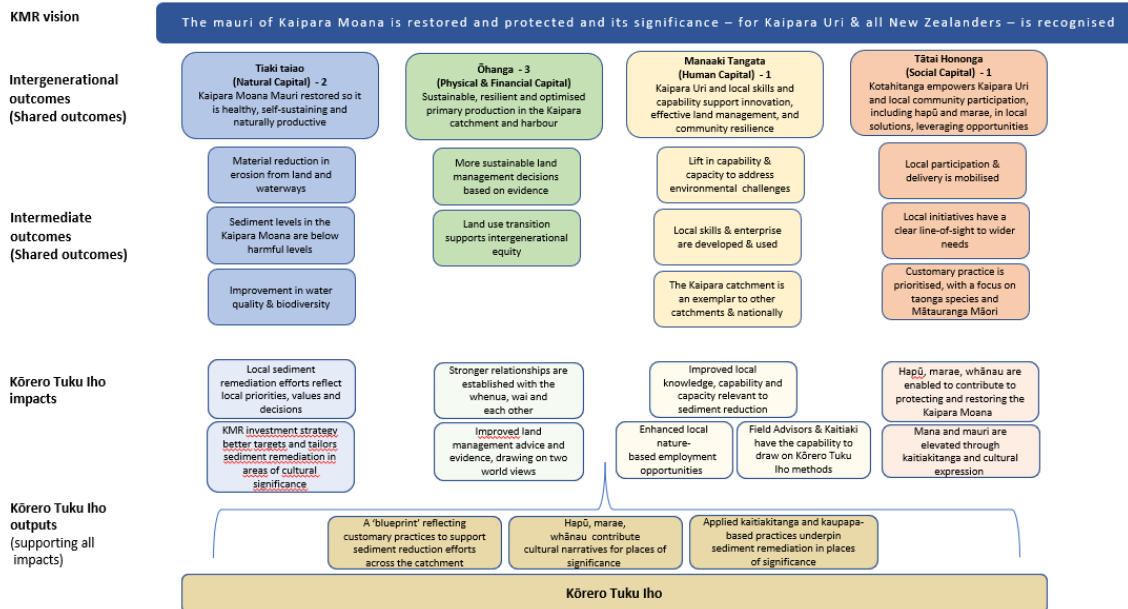 KMR vision
The mauri of Kaipara Moana is restored and protected and its significance – for Kaipara Uri & all New Zealanders – is recognised
Intergenerational
outcomes
(Shared outcomes)
Tiaki taiao
(Natural Capital) - 2
Kaipara Moana Mauri restored so it
is healthy, self-sustaining and
naturally productive
Ōhanga - 3
(Physical & Financial Capital)
Sustainable, resilient and optimised
primary production in the Kaipara
catchment and harbour
Manaaki Tangata
(Human Capital) - 1
Kaipara Uri and local skills and
capability support innovation,
effective land management, and
community resilience
Tātai Hononga
(Social Capital) - 1
Kotahitanga empowers Kaipara Uri
and local community participation,
including hapū and marae, in local
solutions, leveraging opportunities
Intermediate
outcomes
(Shared outcomes)
Material reduction in
erosion from land and
waterways
Sediment levels in the
Kaipara Moana are below
harmful levels
Improvement in water
quality & biodiversity
More sustainable land
management decisions
based on evidence
Land use transition
supports intergenerational
equity
Lift in capability &
capacity to address
environmental challenges
Local skills & enterprise
are developed & used
The Kaipara catchment is
an exemplar to other
catchments & nationally
Local participation &
delivery is mobilised
Local initiatives have a
clear line-of-sight to wider
needs
Customary practice is
prioritised, with a focus on
taonga species and
Mātauranga Māori
Kōrero Tuku Iho
impacts
Local sediment
remediation efforts reflect
local priorities, values and
decisions
KMR investment strategy
better targets and tailors
sediment remediation in
areas of cultural
significance
Stronger relationships are
established with the
whenua, wai and
each other
Improved land
management advice and
evidence, drawing on two
world views
Improved local
knowledge, capability and
capacity relevant to
sediment reduction
Enhanced local
nature-
based employment
opportunities
Field Advisors & Kaitiaki
have the capability to
draw on Kōrero Tuku
Iho methods
Hapū, marae, whānau are
enabled to contribute to
protecting and restoring the
Kaipara Moana
Mana and mauri are
elevated through
kaitiakitanga and cultural
expression
Kōrero Tuku Iho
outputs
(supporting all
impacts)
A 'blueprint' reflecting
customary practices to support
sediment reduction efforts
across the catchment
Hapū, marae,
whānau contribute
cultural narratives for places of
significance
Applied kaitiakitanga and kaupapa-
based practices underpin
sediment remediation in places
of significance
Kōrero Tuku Iho